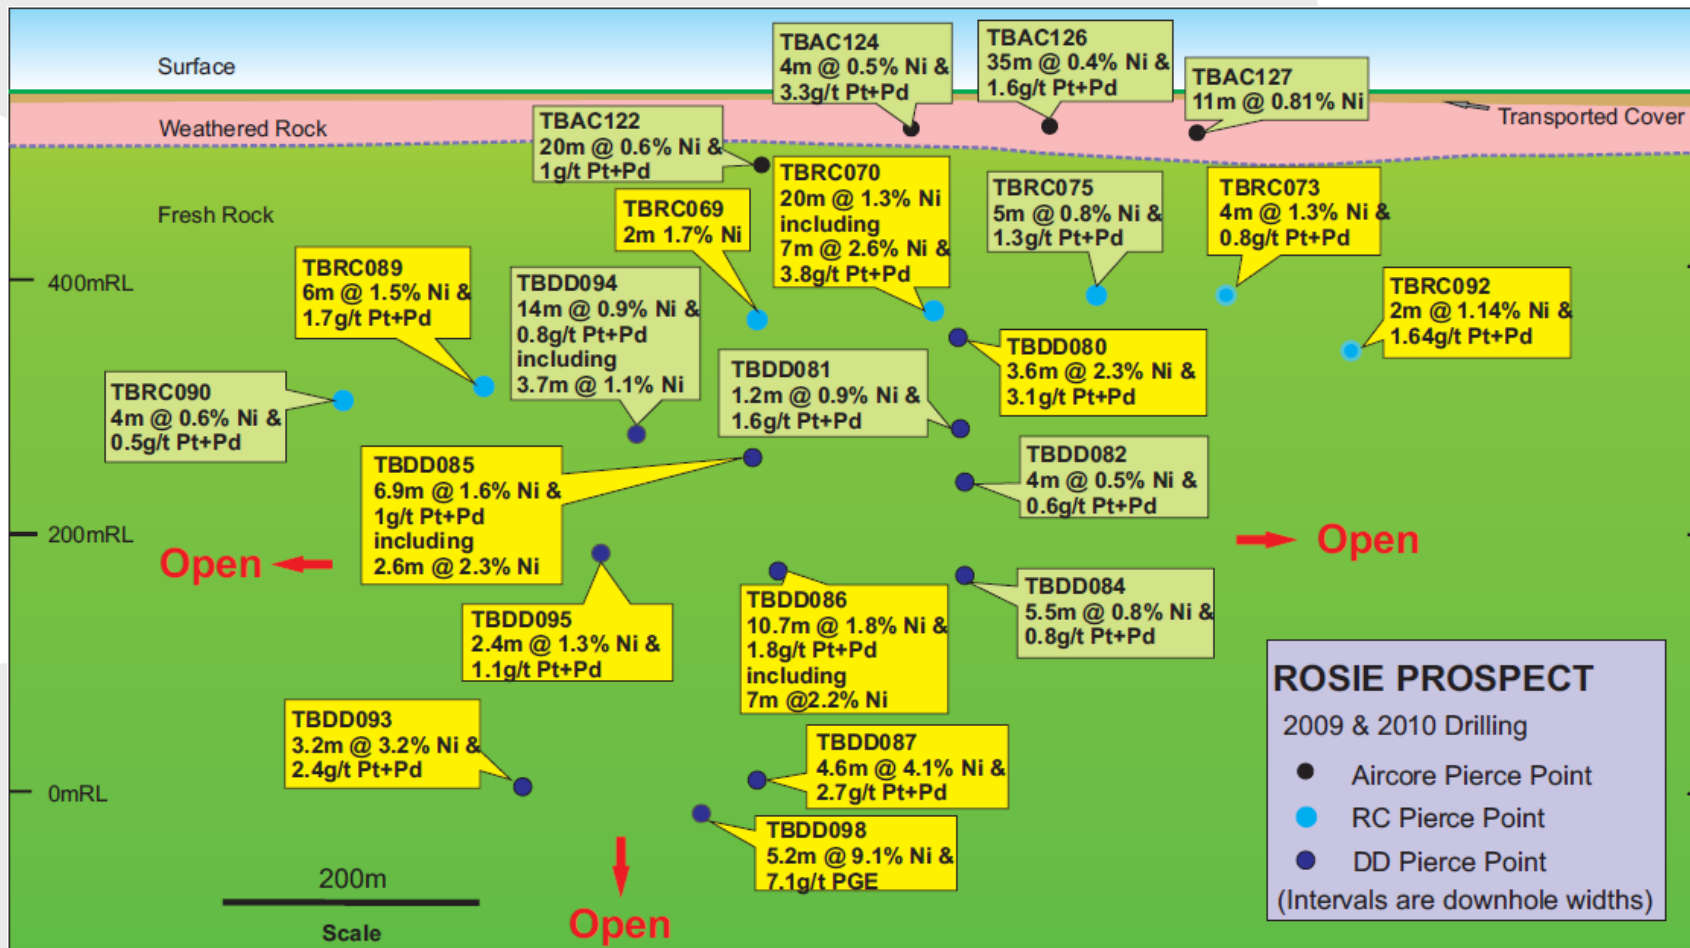 Surface
Weathered Rock
Fresh Rock
Transported Cover
TBAC124
4m @ 0.5% Ni &
3.3g/t Pt+Pd
TBAC126
35m @ 0.4% Ni &
1.6g/t Pt+Pd
TBAC127
11m @ 0.81% Ni
TBAC122
20m @ 0.6% Ni &
1g/t Pt+Pd
TBRC070
20m @ 1.3% Ni
including
7m @ 2.6% Ni &
3.8g/t Pt+Pd
TBRC075
5m @ 0.8% Ni &
1.3g/t Pt+Pd
TBRC073
4m @ 1.3% Ni &
0.8g/t Pt+Pd
TBRC069
2m 1.7% Ni
400mRL
TBRC089
6m @ 1.5% Ni &
1.7g/t Pt+Pd
TBDD094
14m @ 0.9% Ni &
0.8g/t Pt+Pd
including
3.7m @ 1.1% Ni
TBRC092
2m @ 1.14% Ni &
1.64g/t Pt+Pd
TBDD080
3.6m @ 2.3% Ni &
3.1g/t Pt+Pd
TBDD081
1.2m @ 0.9% Ni &
1.6g/t Pt+Pd
TBRC090
4m @ 0.6% Ni &
0.5g/t Pt+Pd
TBDD085
6.9m @ 1.6% Ni &
1g/t Pt+Pd
including
2.6m @ 2.3% Ni
TBDD082
4m @ 0.5% Ni &
0.6g/t Pt+Pd
200mRL
Open
Open
TBDD084
5.5m @ 0.8% Ni &
0.8g/t Pt+Pd
TBDD095
2.4m @ 1.3% Ni &
1.1g/t Pt+Pd
TBDD086
10.7m @ 1.8% Ni &
1.8g/t Pt+Pd
including
7m @2.2% Ni
TBDD093
3.2m @ 3.2% Ni &
2.4g/t Pt+Pd
TBDD087
4.6m @ 4.1% Ni &
2.7g/t Pt+Pd
0mRL
TBDD098
5.2m @ 9.1% Ni &
7.1g/t PGE
200m
Scale
Open
ROSIE PROSPECT
2009 & 2010 Drilling
Aircore Pierce Point
RC Pierce Point
DD Pierce Point
(Intervals are downhole widths)